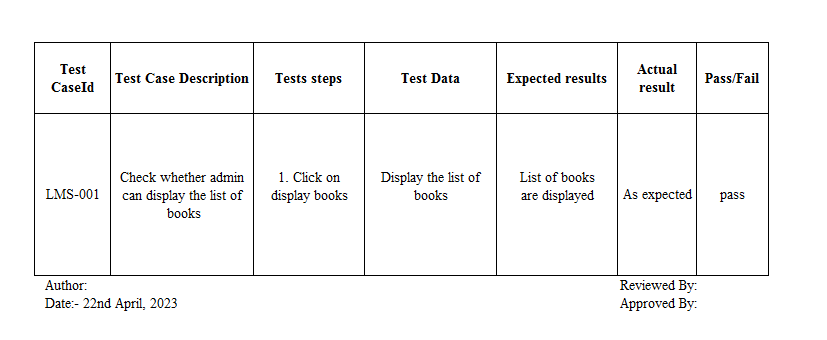 Test CaseId Test Case Description Tests steps Test Data Expected results Actual result Pass/Fail
LMS-001 Check whether admin can display the list of books 1. Click on display books Display the list of books List of books are displayed As expected pass
Author: Reviewed By:
Date:- 22nd April, 2023 Approved By: